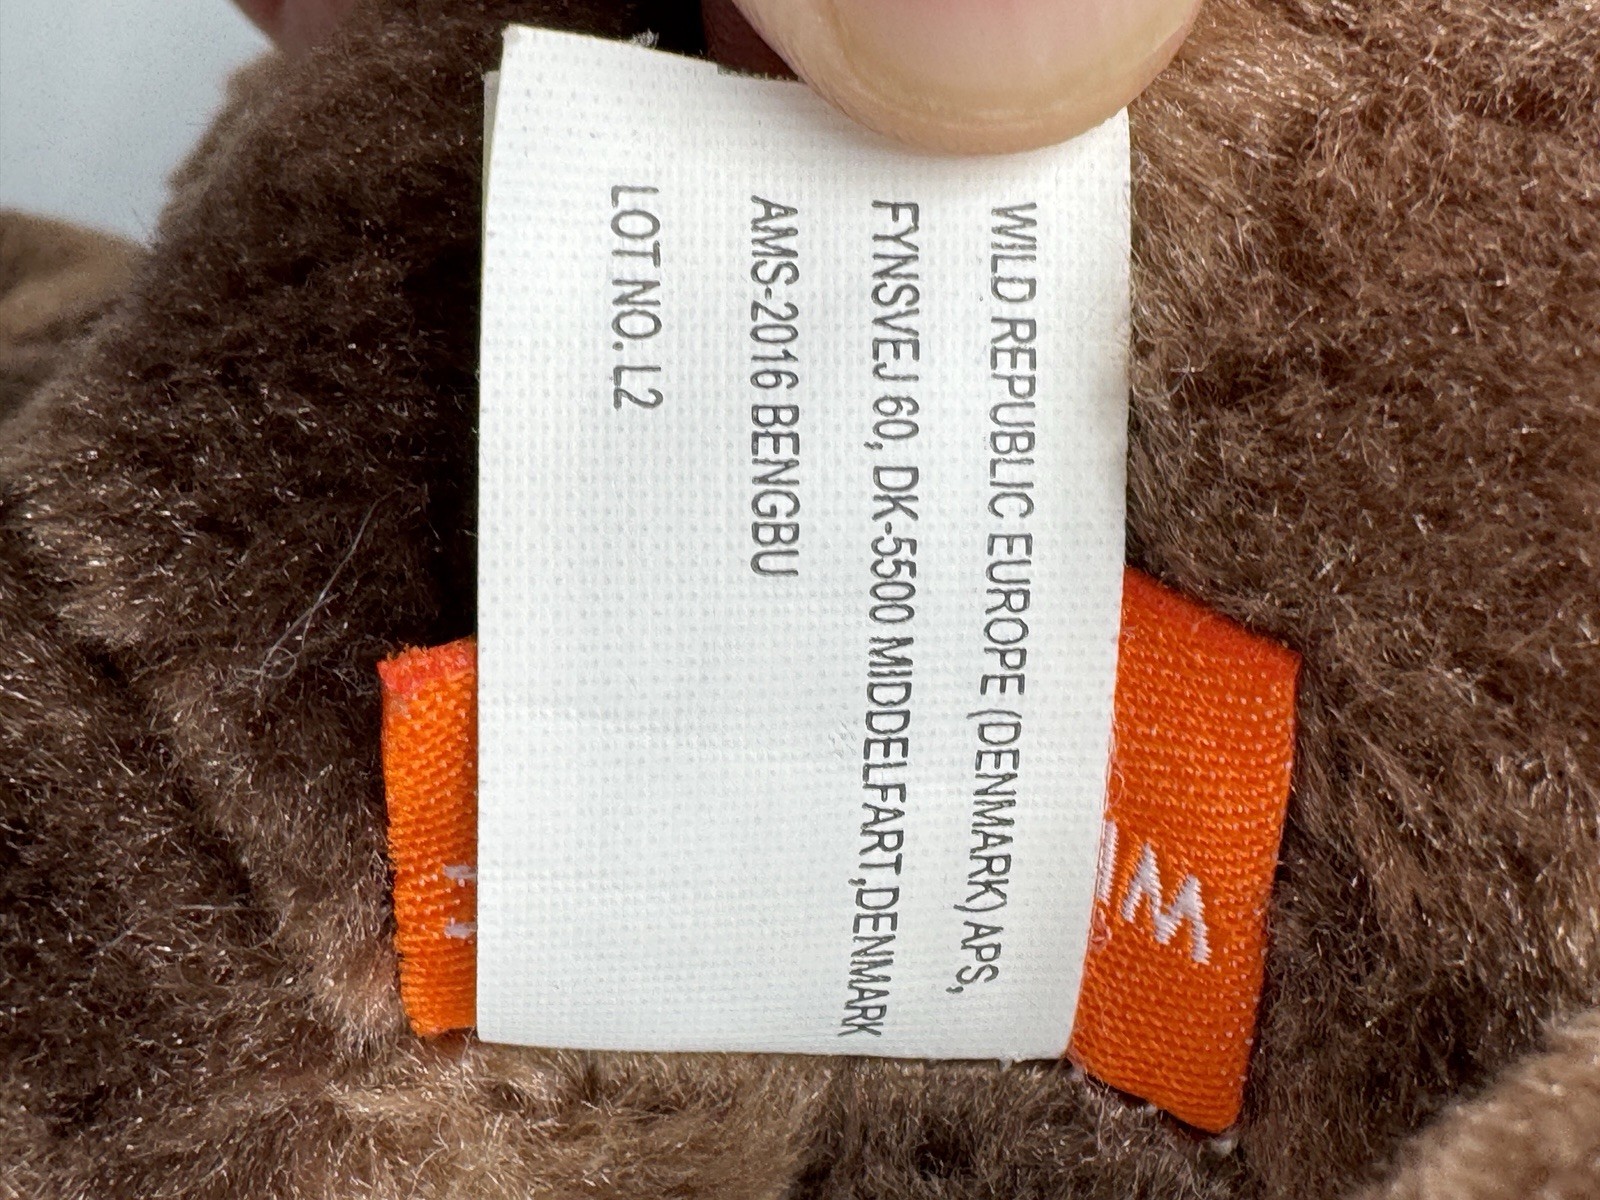 WILD REPUBLIC EUROPE (DENMARK) APS,
FYNSVEJ 60, DK-5500 MIDDELFART,DENMARK
AMS-2016 BENGBU
LOT NO. L2